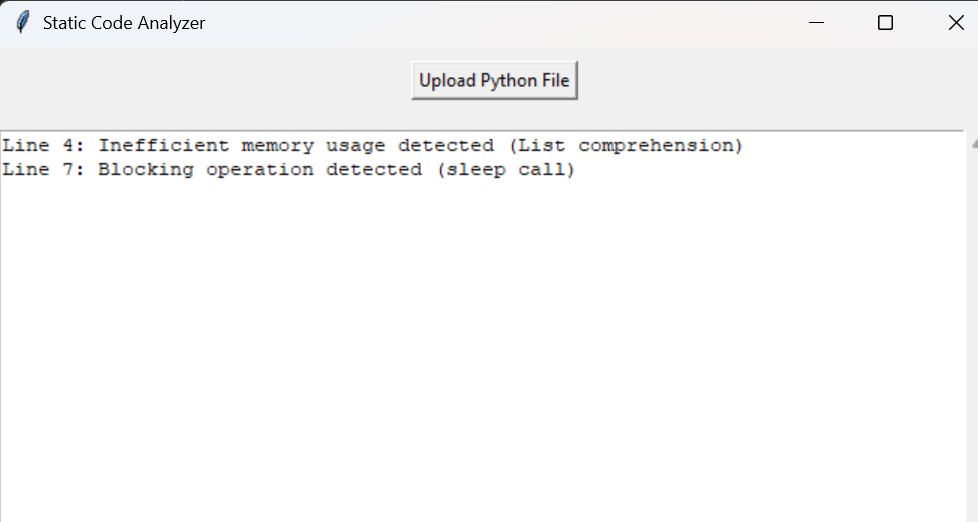 Static Code Analyzer
Upload Python File
Line 4: Inefficient memory usage detected (List comprehension)
Line 7: Blocking operation detected (sleep call)